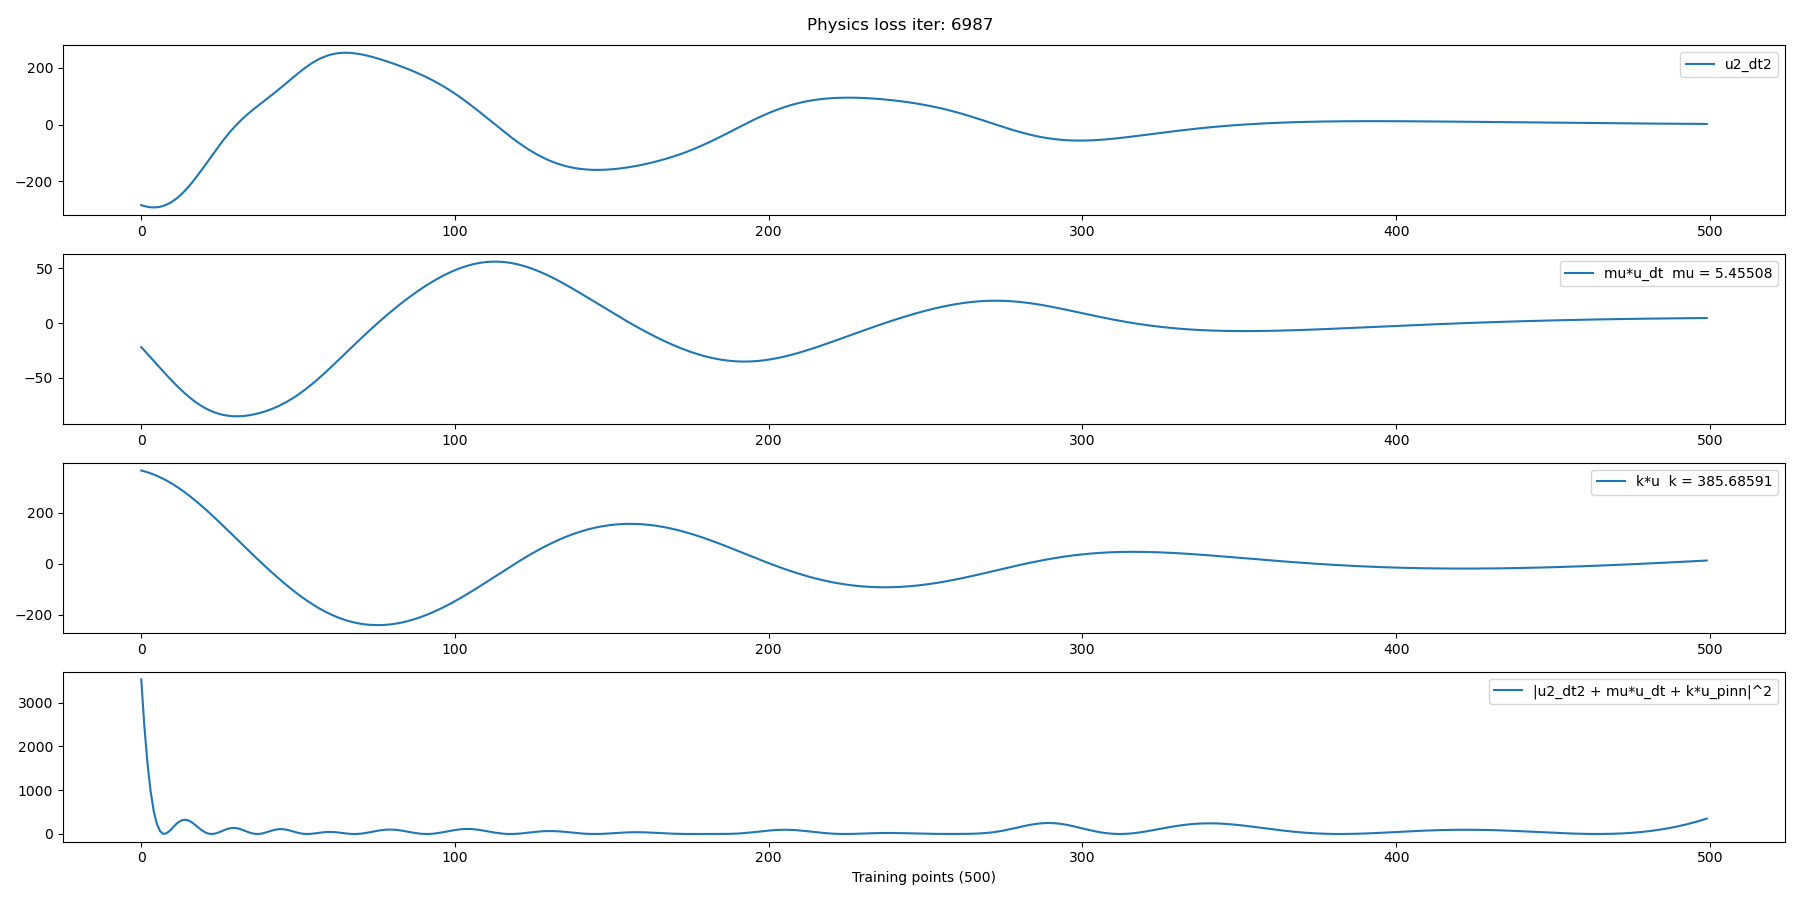 Physics loss iter: 6987
200
0
−200
u2_dt2
0 100 200 300 400 500
50
0
−50
mu*u_dt  mu = 5.45508
0 100 200 300 400 500
200
0
−200
k*u  k = 385.68591
0 100 200 300 400 500
3000
2000
1000
0
|u2_dt2 + mu*u_dt + k*u_pinn|^2
0 100 200 300 400 500
Training points (500)